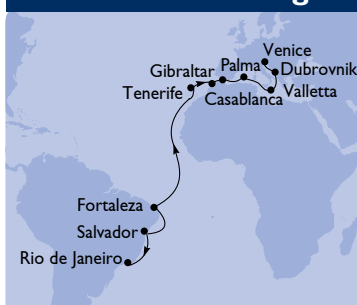 Venice
Gibraltar
Palma
Dubrovnik
Tenerife
Casablanca
Valletta
Fortaleza
Salvador
Rio de Janeiro